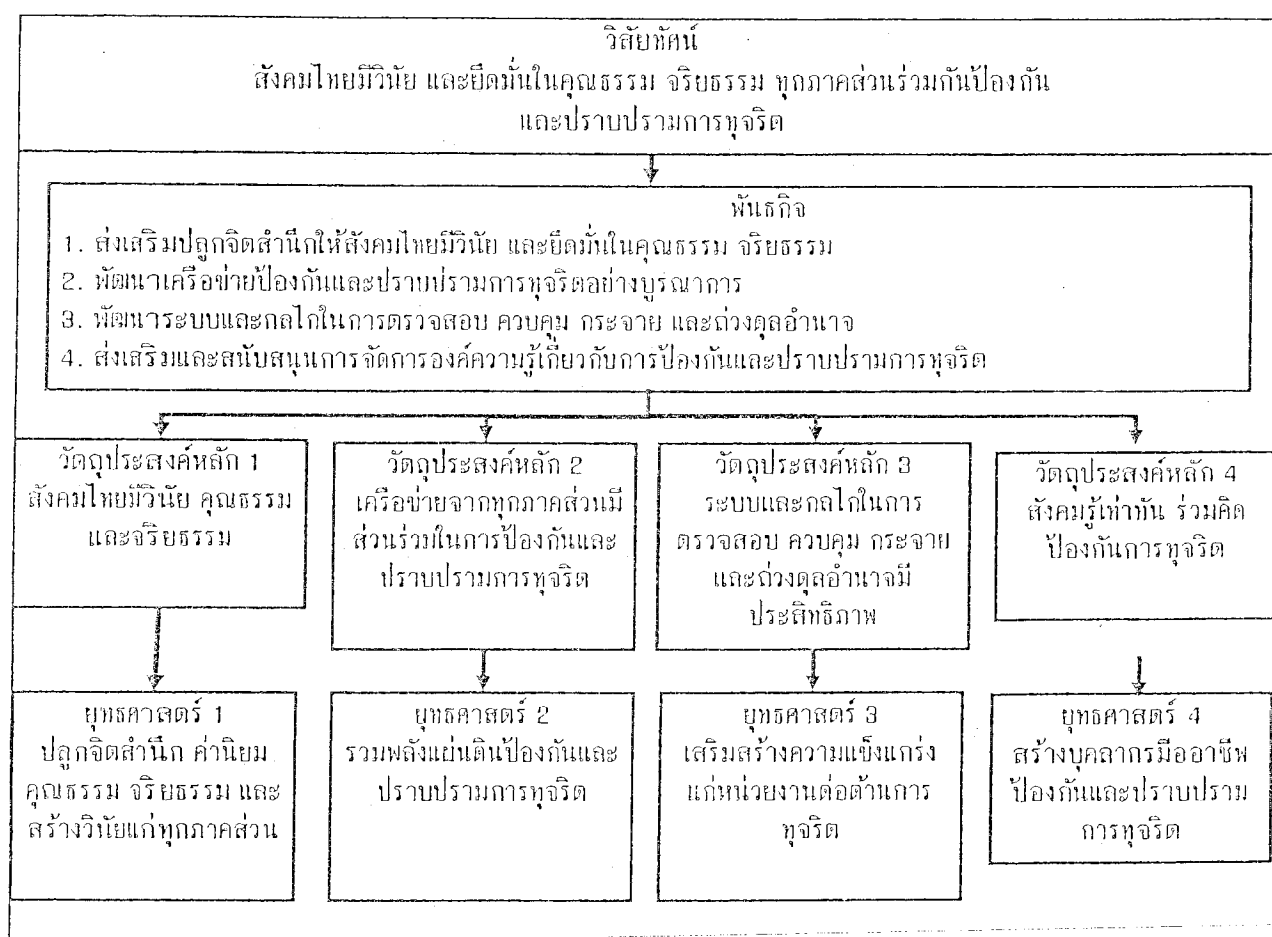 วิสัยทัศน์
สังคมไทยมีวินัย และยึดมั่นในคุณธรรม จริยธรรม ทุกภาคส่วนร่วมกันป้องกัน
และปราบปรามการทุจริต
พันธกิจ
1. ส่งเสริมปลูกจิตสำนึกให้สังคมไทยมีวินัย และยึดมั่นในคุณธรรม จริยธรรม
2. พัฒนาเครือข่ายป้องกันและปราบปรามการทุจริตอย่างบูรณาการ
3. พัฒนาระบบและกลไกในการตรวจสอบ ควบคุม กระจาย และถ่วงดุลอำนาจ
4. ส่งเสริมและสนับสนุนการจัดการองค์ความรู้เกี่ยวกับการป้องกันและปราบปรามการทุจริต
วัตถุประสงค์หลัก 1
สังคมไทยมีวินัย คุณธรรม
และจริยธรรม
วัตถุประสงค์หลัก 2
เครือข่ายจากทุกภาคส่วนมี
ส่วนร่วมในการป้องกันและ
ปราบปรามการทุจริต
วัตถุประสงค์หลัก 3
ระบบและกลไกในการ
ตรวจสอบ ควบคุม กระจาย
และถ่วงดุลอำนาจมี
ประสิทธิภาพ
วัตถุประสงค์หลัก 4
สังคมรู้เท่าทัน ร่วมคิด
ป้องกันการทุจริต
ยุทธศาสตร์ 1
ปลูกจิตสำนึก ค่านิยม
คุณธรรม จริยธรรม และ
สร้างวินัยแก่ทุกภาคส่วน
ยุทธศาสตร์ 2
รวมพลังแผ่นดินป้องกันและ
ปราบปรามการทุจริต
ยุทธศาสตร์ 3
เสริมสร้างความแข็งแกร่ง
แก่หน่วยงานต่อต้านการ
ทุจริต
ยุทธศาสตร์ 4
สร้างบุคลากรมืออาชีพ
ป้องกันและปราบปราม
การทุจริต